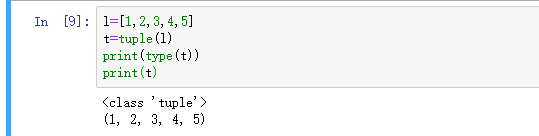 In [9]:
l=[1,2,3,4,5]
t=tuple(l)
print(type(t))
print(t)
<class 'tuple'>
(1, 2, 3, 4, 5)